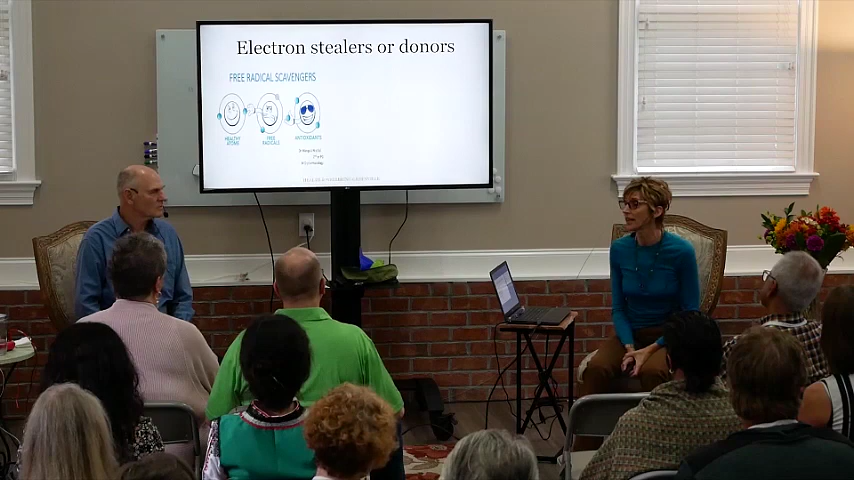 Electron stealers or donors
FREE RADICAL SCAVENGERS
HEALTHY
ATOMS
FREE
RADICALS
ANTIOXIDANTS